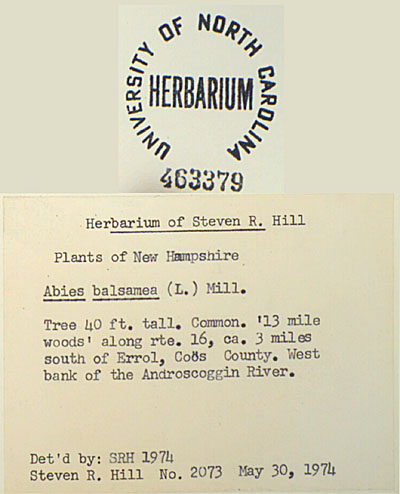 UNIVERSITY OF NORTH CAROLINA
HERBARIUM
463379
Herbarium of Steven R. Hill
Plants of New Hampshire
Abies balsamea (L.) Mill.
Tree 40 ft. tall. Common. '13 mile
woods' along rte. 16, ca. 3 miles
south of Errol, Coös County. West
bank of the Androscoggin River.
Det'd by: SRH 1974
Steven R. Hill No. 2073 May 30, 1974